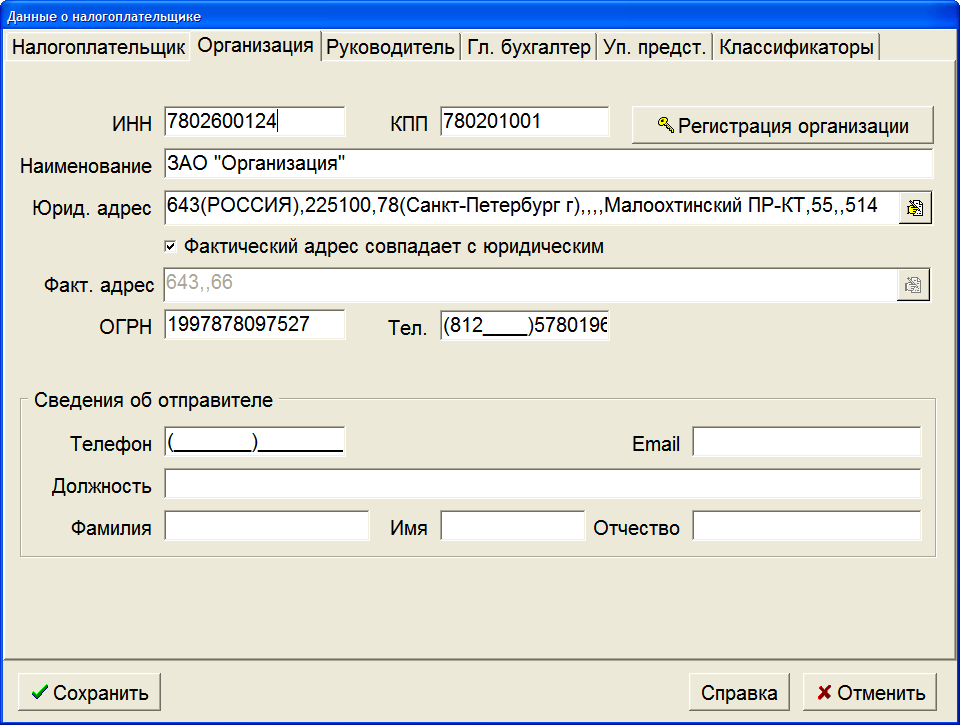 Данные о налогоплательщике
Налогоплательщик Организация Руководитель Гл. бухгалтер Уп. предст. Классификаторы
ИНН 7802600124 КПП 780201001 Регистрация организации
Наименование ЗАО "Организация"
Юрид. адрес 643(РОССИЯ),225100,78(Санкт-Петербург г),,,,Малоохтинский ПР-КТ,55,,514
Фактический адрес совпадает с юридическим
Факт. адрес 643,,66
ОГРН 1997878097527 Тел. (812____)5780196
Сведения об отправителе
Телефон (_______)________ Email
Должность
Фамилия Имя Отчество
Сохранить Справка Отменить